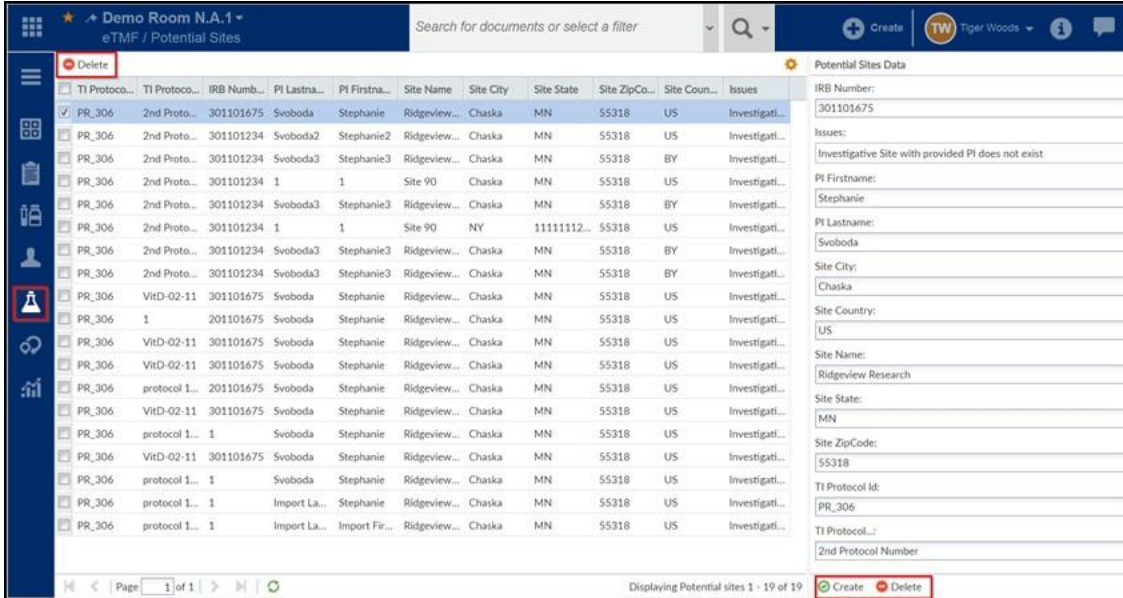 Demo Room N.A.1
eTMF / Potential Sites
Search for documents or select a filter
Create
TW
Tiger Woods
Delete
TI Protoco... TI Protoco... IRB Numb... PI Lastna... PI Firstna... Site Name Site City Site State Site ZipCo... Site Coun... Issues
PR_306 2nd Proto... 301101675 Svoboda Stephanie Ridgeview... Chaska MN 55318 US Investigati...
PR_306 2nd Proto... 301101234 Svoboda2 Stephanie2 Ridgeview... Chaska MN 55318 US Investigati...
PR_306 2nd Proto... 301101234 Svoboda3 Stephanie3 Ridgeview... Chaska MN 55318 BY Investigati...
PR_306 2nd Proto... 301101234 1 1 Site 90 Chaska MN 55318 US Investigati...
PR_306 2nd Proto... 301101234 Svoboda3 Stephanie3 Ridgeview... Chaska MN 55318 BY Investigati...
PR_306 2nd Proto... 301101234 1 1 Site 90 NY 11111112... 55318 US Investigati...
PR_306 2nd Proto... 301101234 Svoboda3 Stephanie3 Ridgeview... Chaska MN 55318 BY Investigati...
PR_306 2nd Proto... 301101234 Svoboda3 Stephanie3 Ridgeview... Chaska MN 55318 BY Investigati...
PR_306 VitD-02-11 301101675 Svoboda Stephanie Ridgeview... Chaska MN 55318 US Investigati...
PR_306 1 201101675 Svoboda Stephanie Ridgeview... Chaska MN 55318 US Investigati...
PR_306 VitD-02-11 301101675 Svoboda Stephanie Ridgeview... Chaska MN 55318 US Investigati...
PR_306 VitD-02-11 301101675 Svoboda Stephanie Ridgeview... Chaska MN 55318 US Investigati...
PR_306 protocol 1... 201101675 Svoboda Stephanie Ridgeview... Chaska MN 55318 US Investigati...
PR_306 VitD-02-11 301101675 Svoboda Stephanie Ridgeview... Chaska MN 55318 US Investigati...
PR_306 protocol 1... 1 Svoboda Stephanie Ridgeview... Chaska MN 55318 US Investigati...
PR_306 VitD-02-11 301101675 Svoboda Stephanie Ridgeview... Chaska MN 55318 US Investigati...
PR_306 protocol 1... 1 Svoboda Stephanie Ridgeview... Chaska MN 55318 US Investigati...
PR_306 protocol 1... 1 Import La... Stephanie Ridgeview... Chaska MN 55318 US Investigati...
PR_306 protocol 1... 1 Import La... Import Fir... Ridgeview... Chaska MN 55318 US Investigati...
Page 1 of 1
Displaying Potential sites 1 - 19 of 19
Potential Sites Data
IRB Number:
301101675
Issues:
Investigative Site with provided PI does not exist
PI Firstname:
Stephanie
PI Lastname:
Svoboda
Site City:
Chaska
Site Country:
US
Site Name:
Ridgeview Research
Site State:
MN
Site ZipCode:
55318
TI Protocol Id:
PR_306
TI Protocol...:
2nd Protocol Number
Create Delete